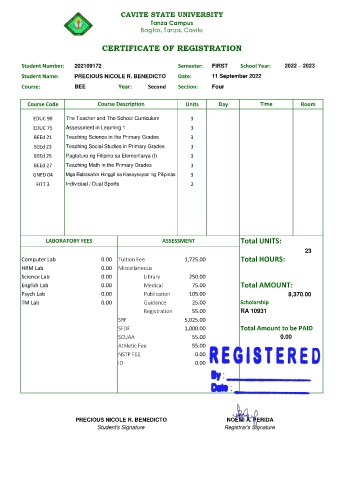 CAVITE STATE UNIVERSITY
Tanza Campus
Bagtas, Tanza, Cavite
CERTIFICATE OF REGISTRATION
Student Number: 202109172 Semester: FIRST School Year: 2022 – 2023
Student Name: PRECIOUS NICOLE R. BENEDICTO Date: 11 September 2022
Course: BEE Year: Second Section: Four
Course Code Course Description Units Day Time Room
EDUC 90 The Teacher and The School Curriculum 3
EDUC 75 Assessment in Learning 1 3
BEEd 21 Teaching Science in the Primary Grades 3
BEEd 23 Teaching Social Studies in Primary Grades 3
BEEd 25 Pagtuturo ng Filipino sa Elementarya (I) 3
BEEd 27 Teaching Math in the Primary Grades 3
GNED 04 Mga Babasahin Hinggil sa Kasaysayan ng Pilipinas 3
FITT 3 Individual / Dual Sports 2
LABORATORY FEES ASSESSMENT Total UNITS:
23
Computer Lab 0.00 Tuition Fee 1,725.00 Total HOURS:
HRM Lab 0.00 Miscellaneous
Science Lab 0.00 Library 250.00
English Lab 0.00 Medical 75.00 Total AMOUNT:
Psych Lab 0.00 Publication 105.00 8,370.00
TM Lab 0.00 Guidance 25.00 Scholarship
Registration 55.00 RA 10931
SRF 5,025.00
SFDF 1,000.00 Total Amount to be PAID
SCUAA 55.00 0.00
Athletic Fee 55.00
NSTP FEE 0.00
ID 0.00
REGISTERED
By:
Date:
PRECIOUS NICOLE R. BENEDICTO NOEMI A. PERIDA
Student's Signature Registrar's Signature